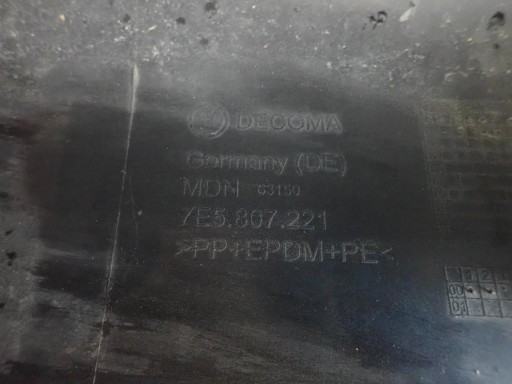 DECOMA
Germany (DE)
MDN 63150
7E5.807.221
>PP+EPDM+PE<